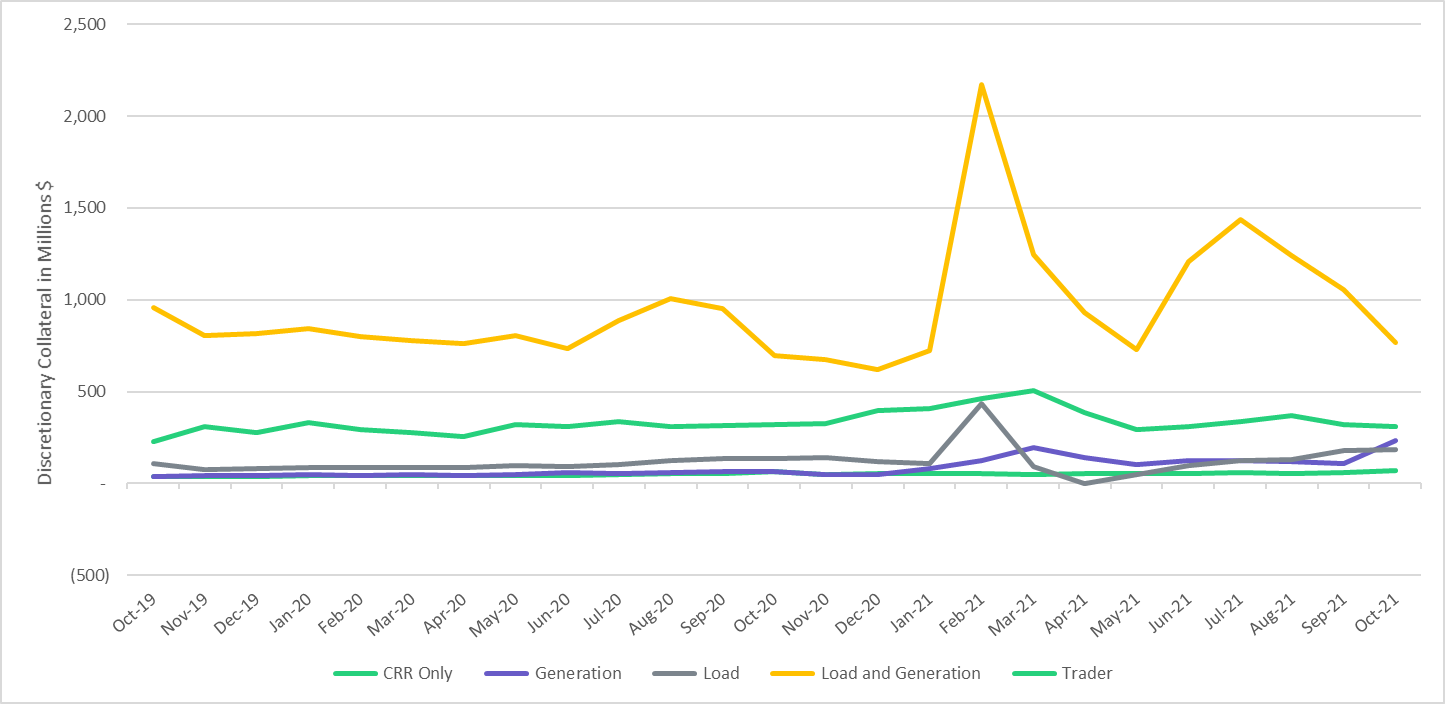 Discretionary Collateral in Millions $
2,500
2,000
1,500
1,000
500
-
(500)
Oct-19
Nov-19
Dec-19
Jan-20
Feb-20
Mar-20
Apr-20
May-20
Jun-20
Jul-20
Aug-20
Sep-20
Oct-20
Nov-20
Dec-20
Jan-21
Feb-21
Mar-21
Apr-21
May-21
Jun-21
Jul-21
Aug-21
Sep-21
Oct-21
CRR Only Generation Load Load and Generation Trader